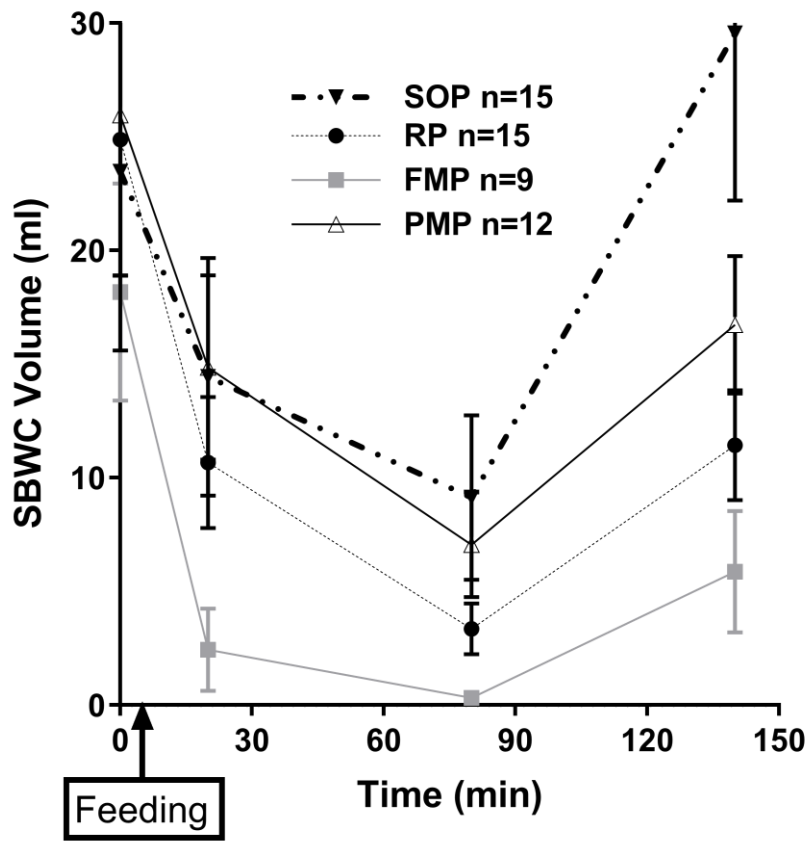 30
20
10
0
SBWC Volume (ml)
SOP n=15
RP n=15
FMP n=9
PMP n=12
0 30 60 90 120 150
Time (min)
Feeding